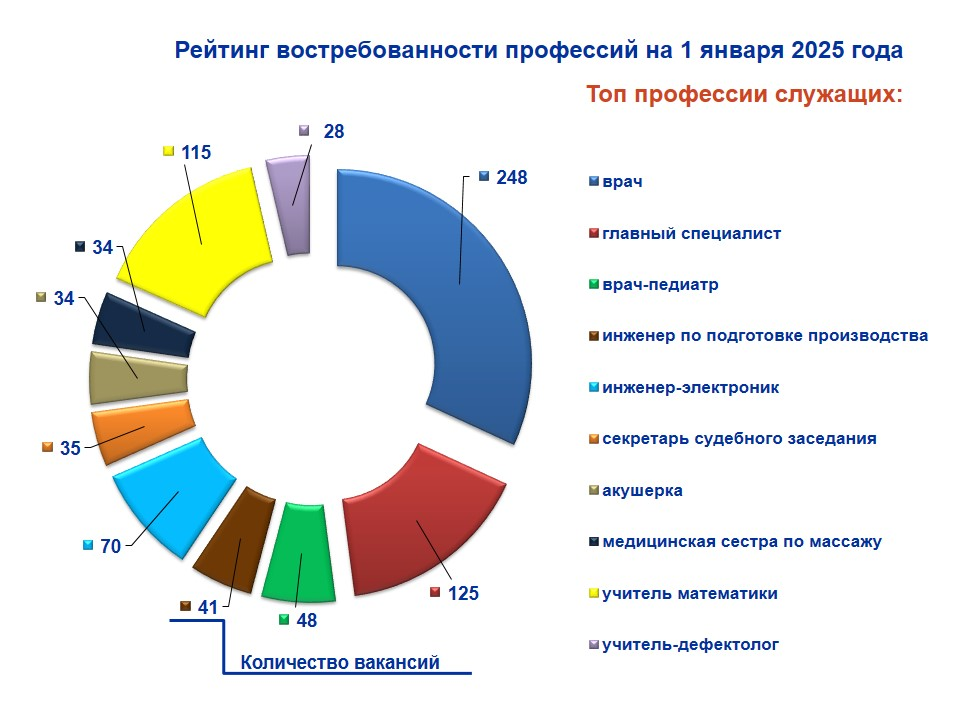 Рейтинг востребованности профессий на 1 января 2025 года
Топ профессии служащих:
28
115
248
34
34
35
70
41
48
125
Количество вакансий
врач
главный специалист
врач-педиатр
инженер по подготовке производства
инженер-электроник
секретарь судебного заседания
акушерка
медицинская сестра по массажу
учитель математики
учитель-дефектолог